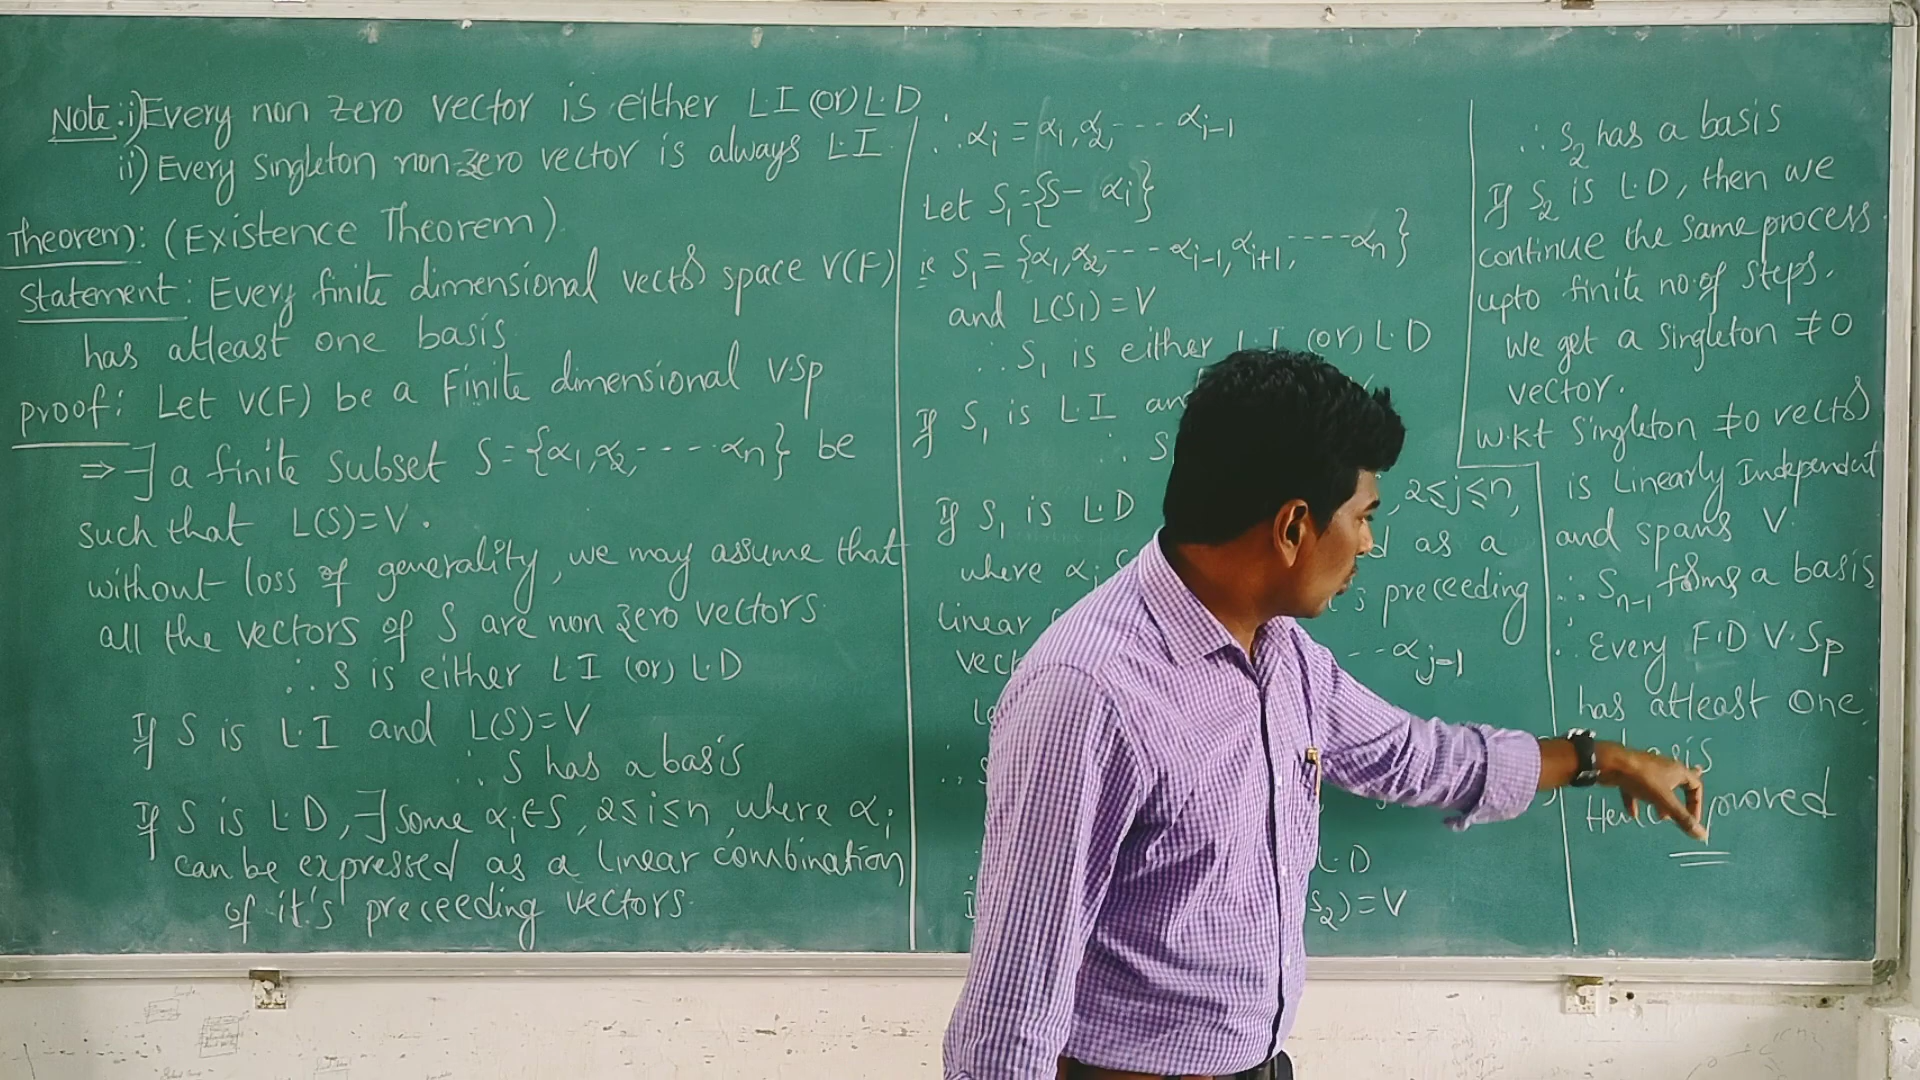 Note: i) Every non zero vector is either L.I (or) L.D
ii) Every singleton non-zero vector is always L.I
Theorem: (Existence Theorem)
Statement: Every finite dimensional vector space V(F)
has atleast one basis
proof: Let V(F) be a Finite dimensional v.sp
⇒ ∃ a finite subset S={α1,α2,----αn} be
such that L(S)=V.
without loss of generality, we may assume that
all the vectors of S are non zero vectors
∴ S is either L.I (or) L.D
If S is L.I and L(S)=V
∴ S has a basis
If S is L.D, ∃ some αi∈S, 2≤i≤n, where αi
can be expressed as a linear combination
of it's preceeding vectors.
∴ αi = α1,α2,---- αi-1
Let S1={S- αi}
ie S1={α1,α2,----αi-1,αi+1,----αn}
and L(S1)=V
∴ S1 is either L.I (or) L.D
If S1 is L.I
∴ S
If S1 is L.D , 2≤j≤n,
where as a
linear preceeding
--αj-1
L.D
S2)=V
∴ S2 has a basis
If S2 is L.D, then we
continue the same process
upto finite no.of steps.
we get a singleton ≠0
vector.
w.k.t singleton ≠0 vector
is Linearly Independent
and spans V.
∴ Sn-1 forms a basis
∴ Every F.D V.Sp
has atleast one
basis
Hence proved